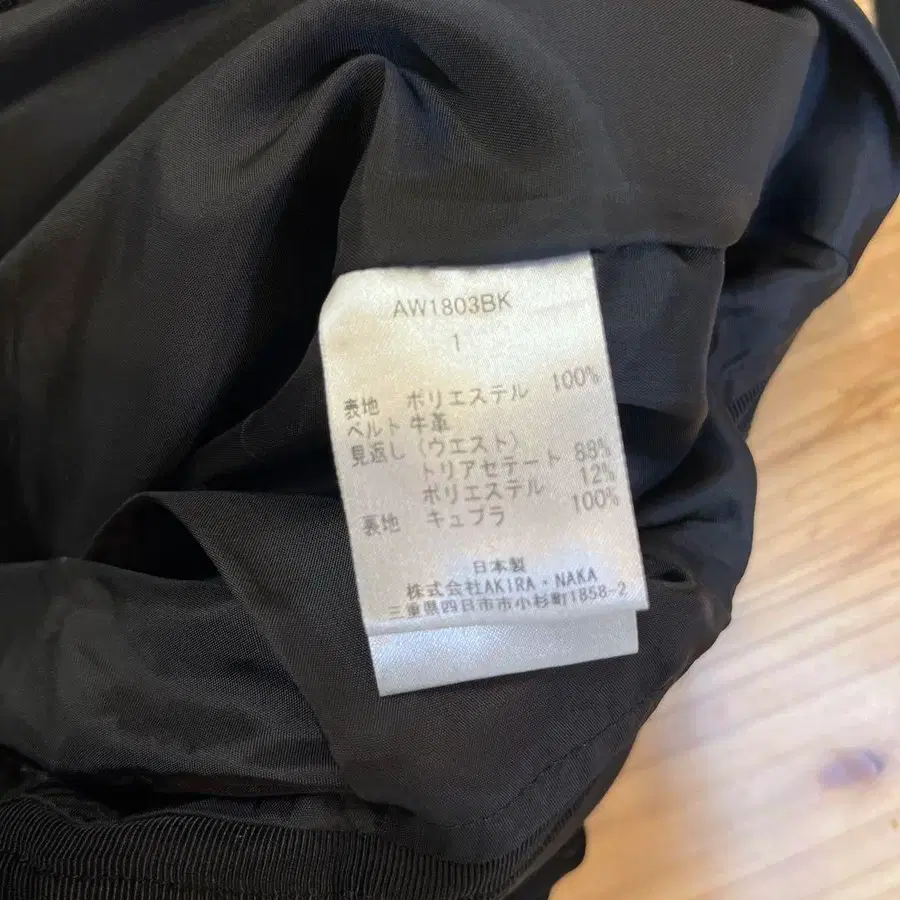 AW1803BK
1
表地 ポリエステル 100%
ベルト 牛革
見返し (ウエスト)
トリアセテート 88%
ポリエステル 12%
裏地 キュプラ 100%
日本製
株式会社AKIRA・NAKA
三重県四日市市小杉町1858-2